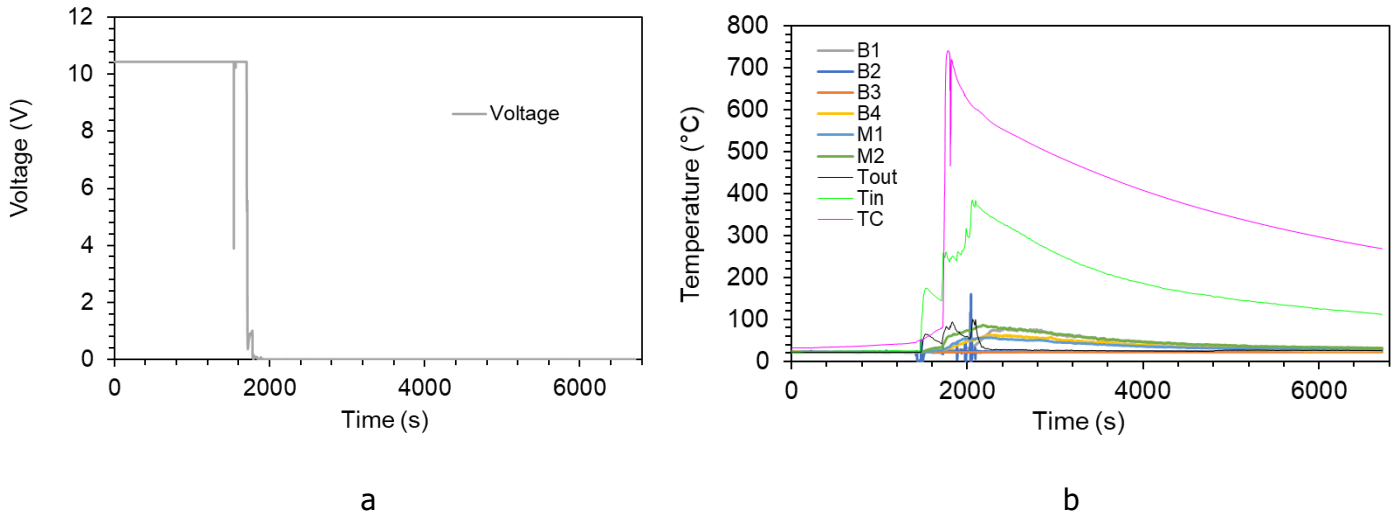 12
10
8
6
4
2
0
Voltage (V)
Voltage
0
2000
4000
6000
Time (s)
a
800
700
600
500
400
300
200
100
0
Temperature (°C)
B1
B2
B3
B4
M1
M2
Tout
Tin
TC
0
2000
4000
6000
Time (s)
b